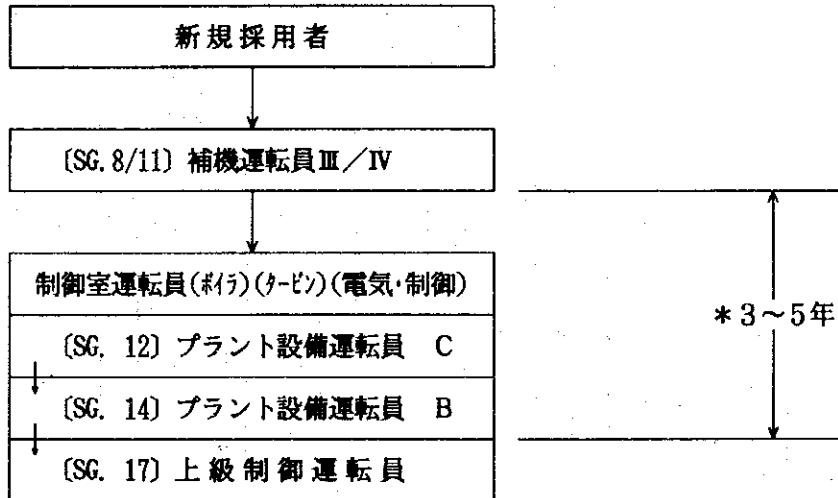 新規採用者
〔SG.8/11〕補機運転員Ⅲ／Ⅳ
制御室運転員(ﾎﾞｲﾗ)(ﾀｰﾋﾞﾝ)(電気･制御)
＊3～5年
〔SG. 12〕プラント設備運転員 C
〔SG. 14〕プラント設備運転員 B
〔SG. 17〕上級制御運転員